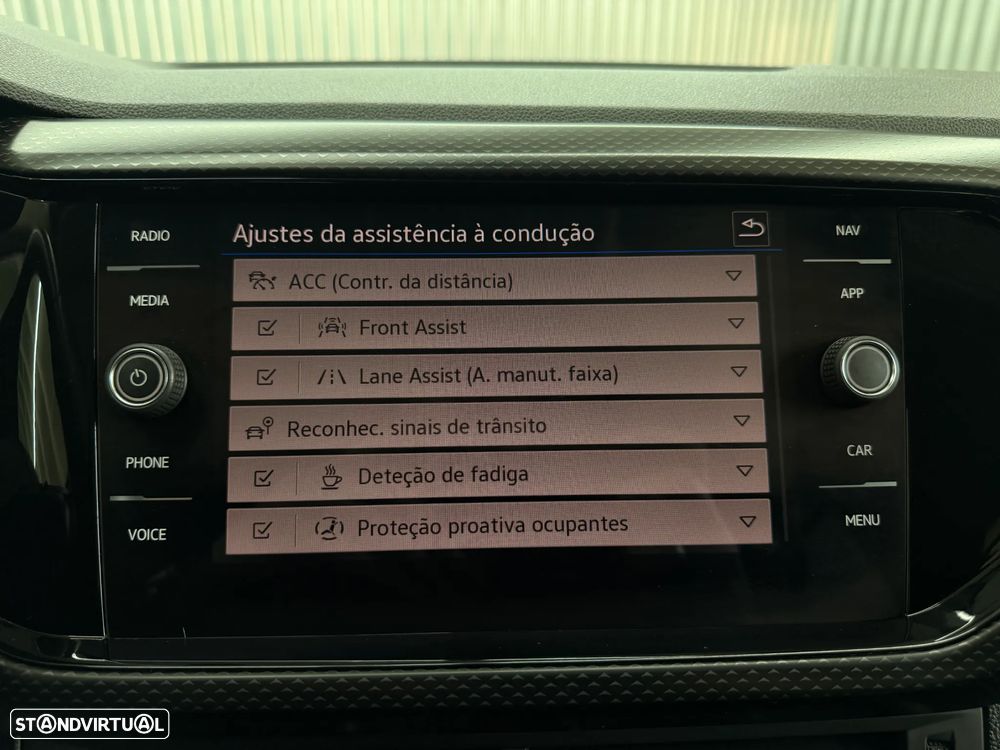 RADIO
MEDIA
PHONE
VOICE
Ajustes da assistência à condução
ACC (Contr. da distância)
Front Assist
Lane Assist (A. manut. faixa)
Reconhec. sinais de trânsito
Deteção de fadiga
Proteção proativa ocupantes
NAV
APP
CAR
MENU
STANDVIRTUAL